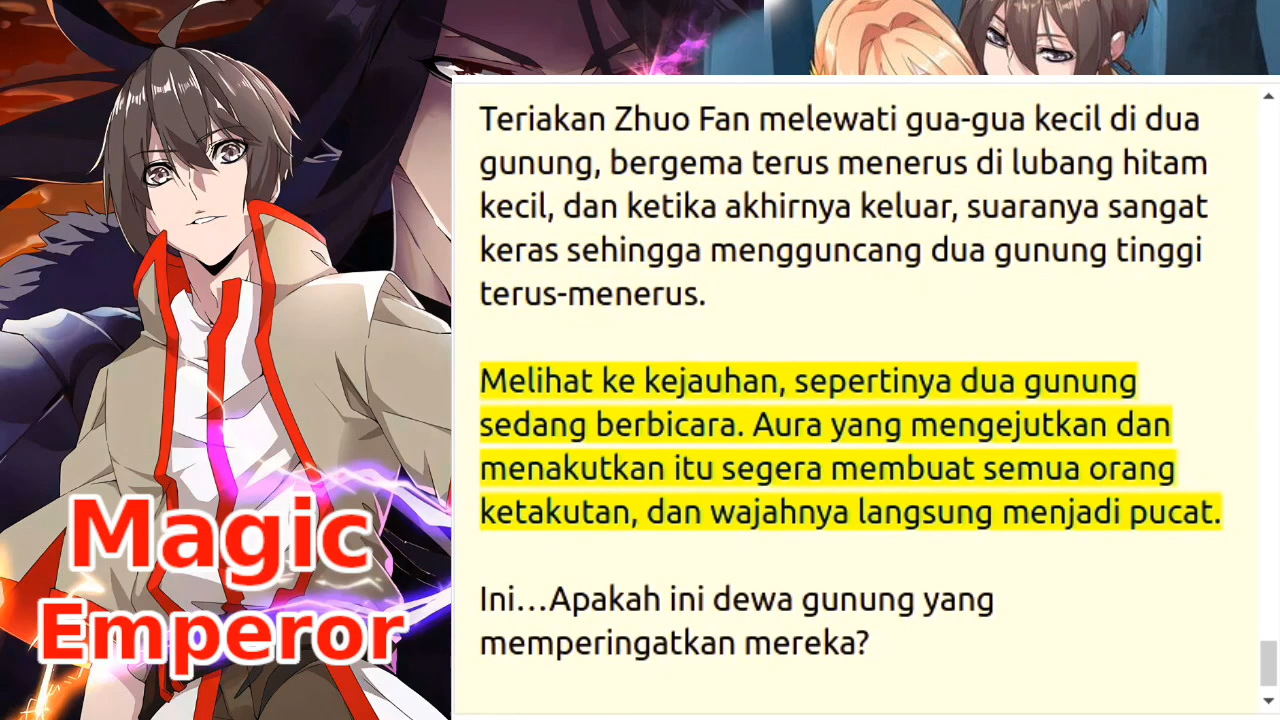 Magic
Emperor
Teriakan Zhuo Fan melewati gua-gua kecil di dua
gunung, bergema terus menerus di lubang hitam
kecil, dan ketika akhirnya keluar, suaranya sangat
keras sehingga mengguncang dua gunung tinggi
terus-menerus.
Melihat ke kejauhan, sepertinya dua gunung
sedang berbicara. Aura yang mengejutkan dan
menakutkan itu segera membuat semua orang
ketakutan, dan wajahnya langsung menjadi pucat.
Ini…Apakah ini dewa gunung yang
memperingatkan mereka?